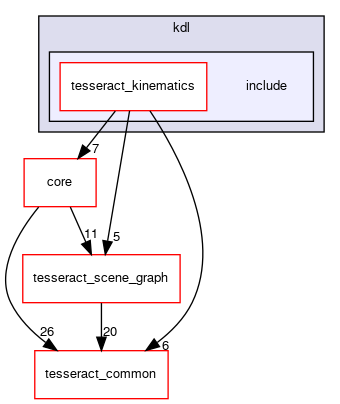 kdl
tesseract_kinematics
include
7
core
11
5
tesseract_scene_graph
26
20
6
tesseract_common